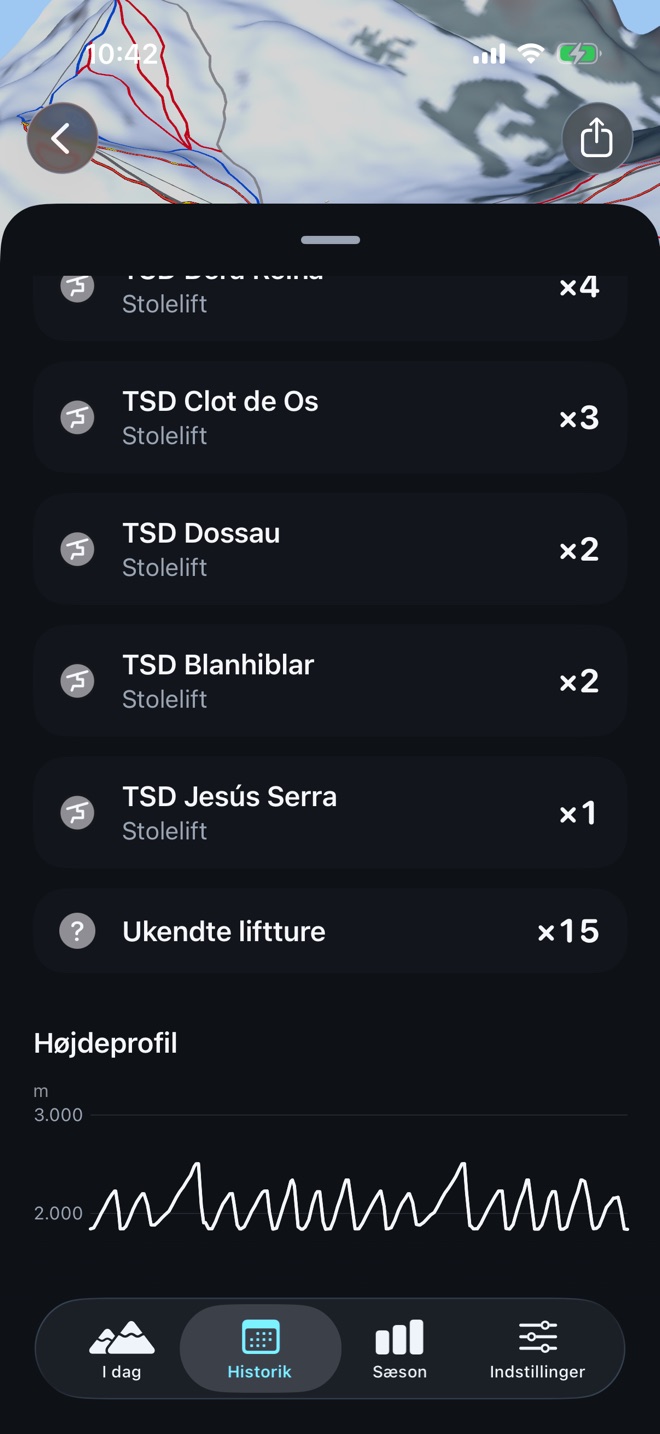 10:42
TSD
×4
Stolelift
TSD Clot de Os
×3
Stolelift
TSD Dossau
×2
Stolelift
TSD Blanhiblar
×2
Stolelift
TSD Jesús Serra
×1
Stolelift
?
Ukendte liftture
×15
Højdeprofil
m
3.000
2.000
I dag
Historik
Sæson
Indstillinger